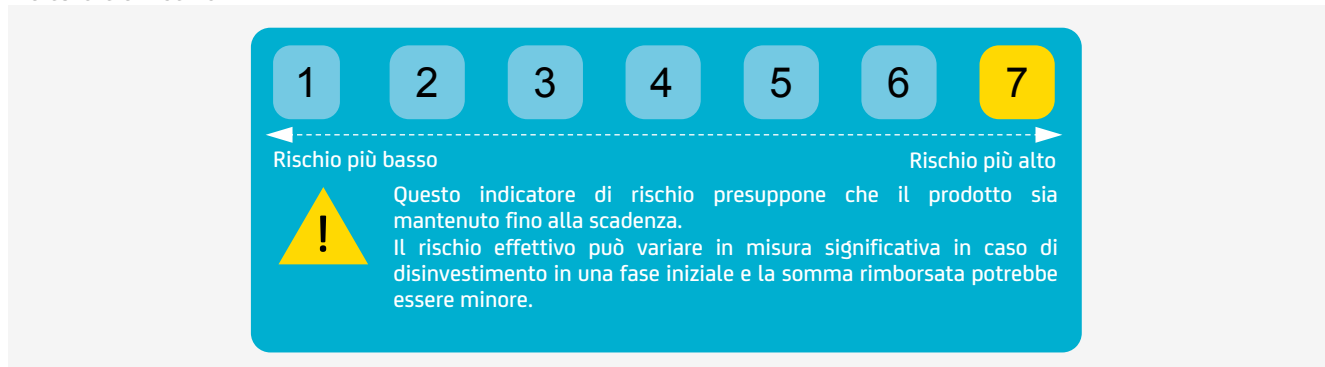 1 2 3 4 5 6 7
Rischio più basso Rischio più alto
Questo indicatore di rischio presuppone che il prodotto sia
mantenuto fino alla scadenza.
!
Il rischio effettivo può variare in misura significativa in caso di
disinvestimento in una fase iniziale e la somma rimborsata potrebbe
essere minore.